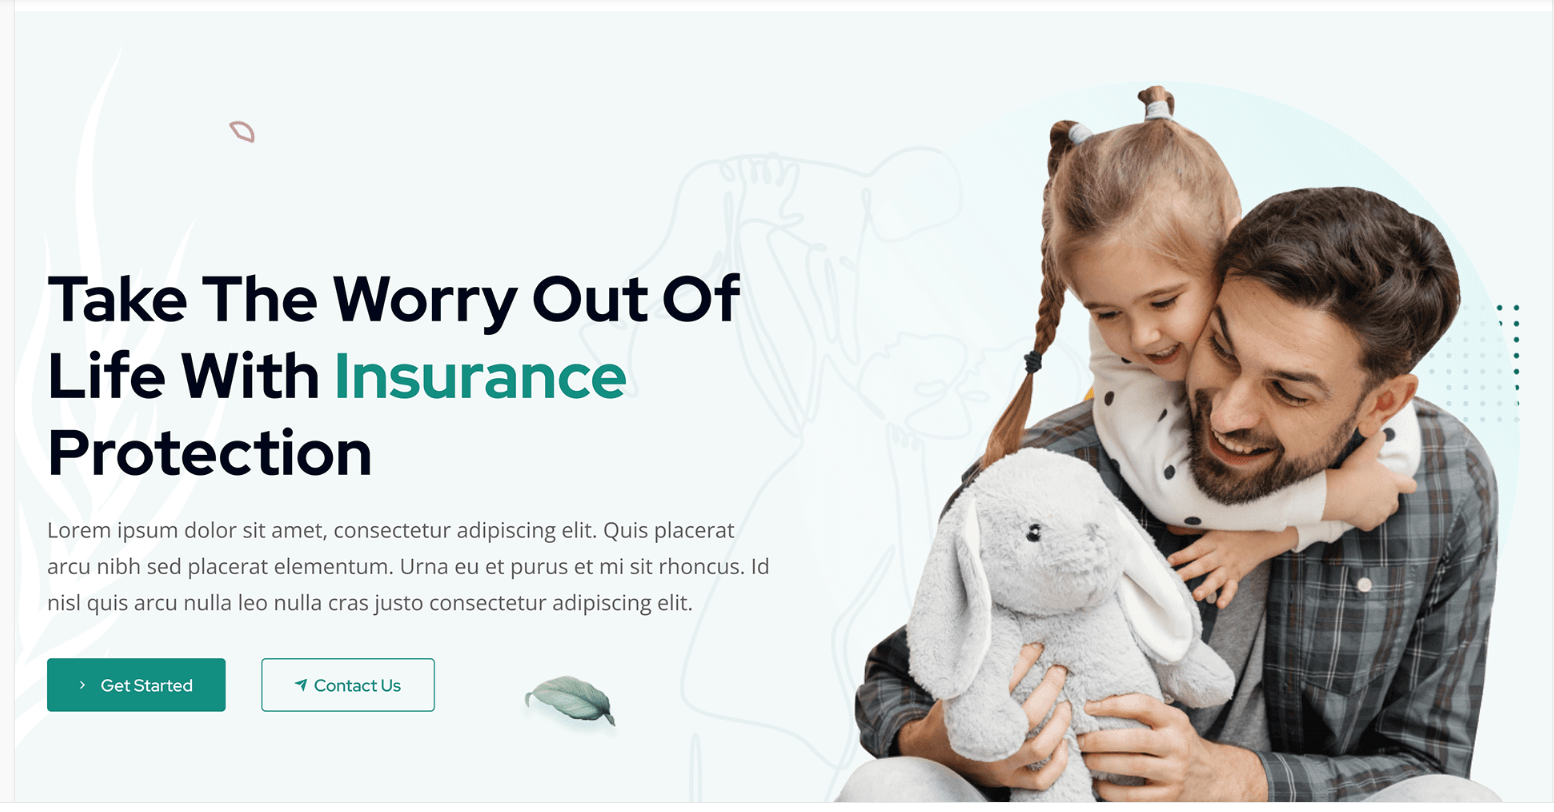 Take The Worry Out Of
Life With Insurance
Protection
Lorem ipsum dolor sit amet, consectetur adipiscing elit. Quis placerat
arcu nibh sed placerat elementum. Urna eu et purus et mi sit rhoncus. Id
nisl quis arcu nulla leo nulla cras justo consectetur adipiscing elit.
Get Started
Contact Us